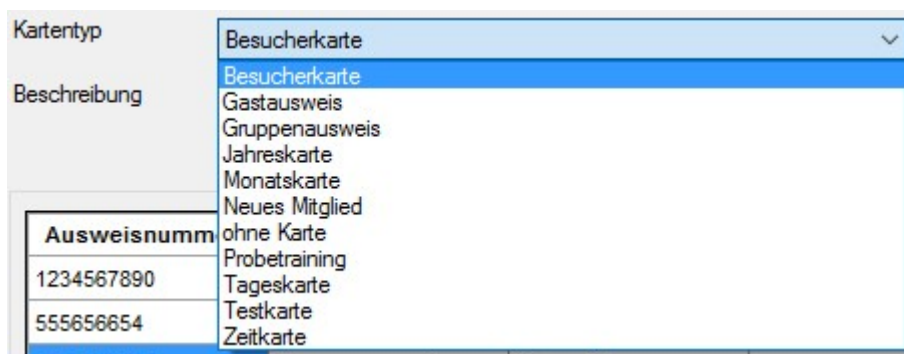 Kartentyp
Besucherkarte
Beschreibung
Besucherkarte
Gastausweis
Gruppenausweis
Jahreskarte
Monatskarte
Neues Mitglied
ohne Karte
Probetraining
Tageskarte
Testkarte
Zeitkarte
1234567890
555656654